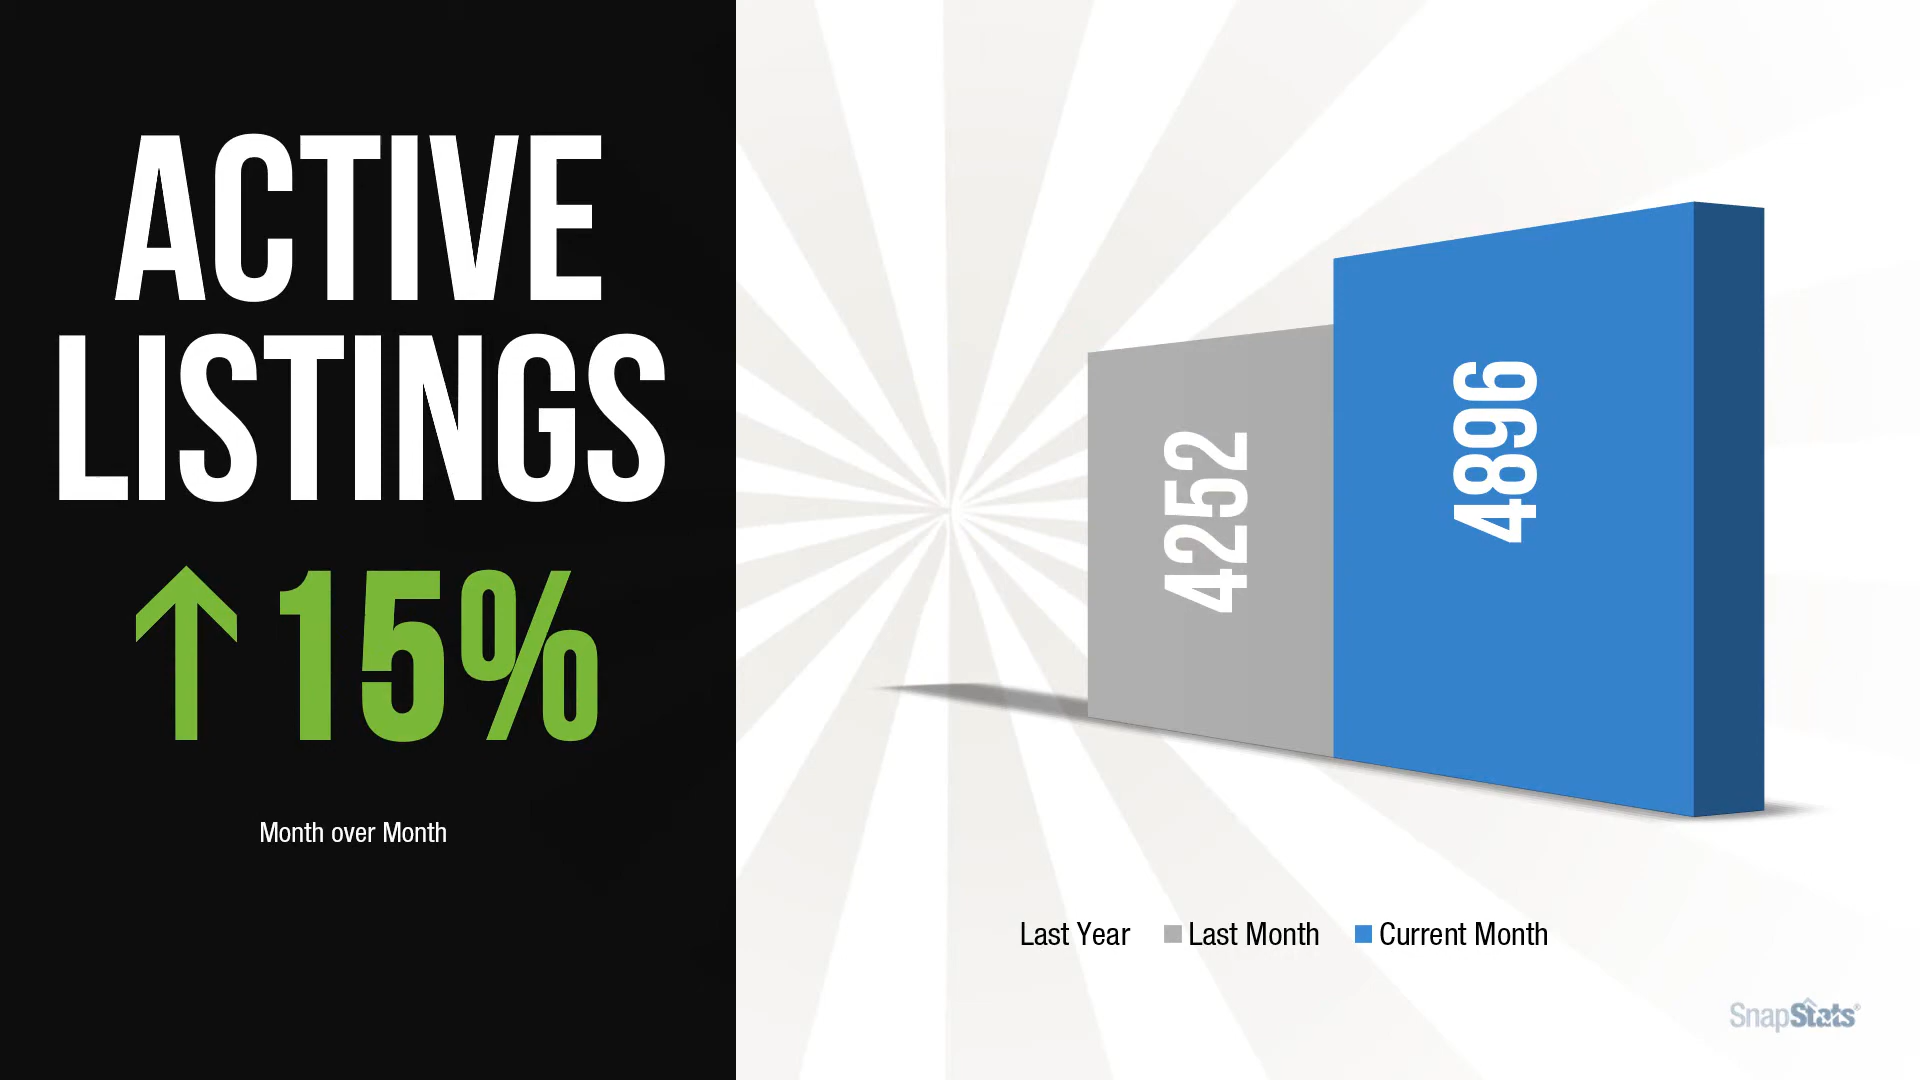 ACTIVE
LISTINGS
↑15%
Month over Month
4252
4896
Last Year Last Month Current Month
SnapStats®